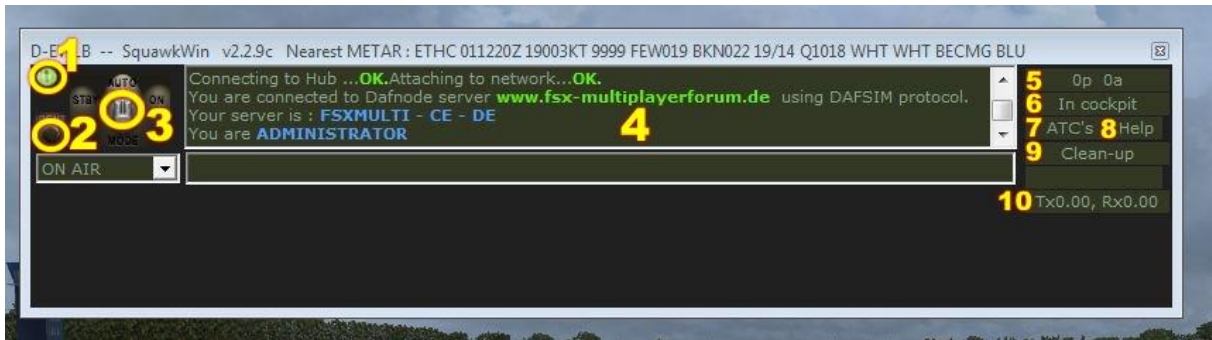 SquawkWin v2.2.9c Nearest METAR : ETHC 011220Z 19003KT 9999 FEW019 BKN022 19/14 Q1018 WHT WHT BECMG BLU
1
AUTO
STBY
ON
2
3
MODE
Connecting to Hub ...OK.Attaching to network...OK.
You are connected to Dafnode server www.fsx-multiplayerforum.de using DAFSIM protocol.
Your server is : FSXMULTI - CE - DE
You are ADMINISTRATOR
4
5 0p 0a
6 In cockpit
7 ATC's 8 Help
9 Clean-up
ON AIR
10 Tx0.00, Rx0.00